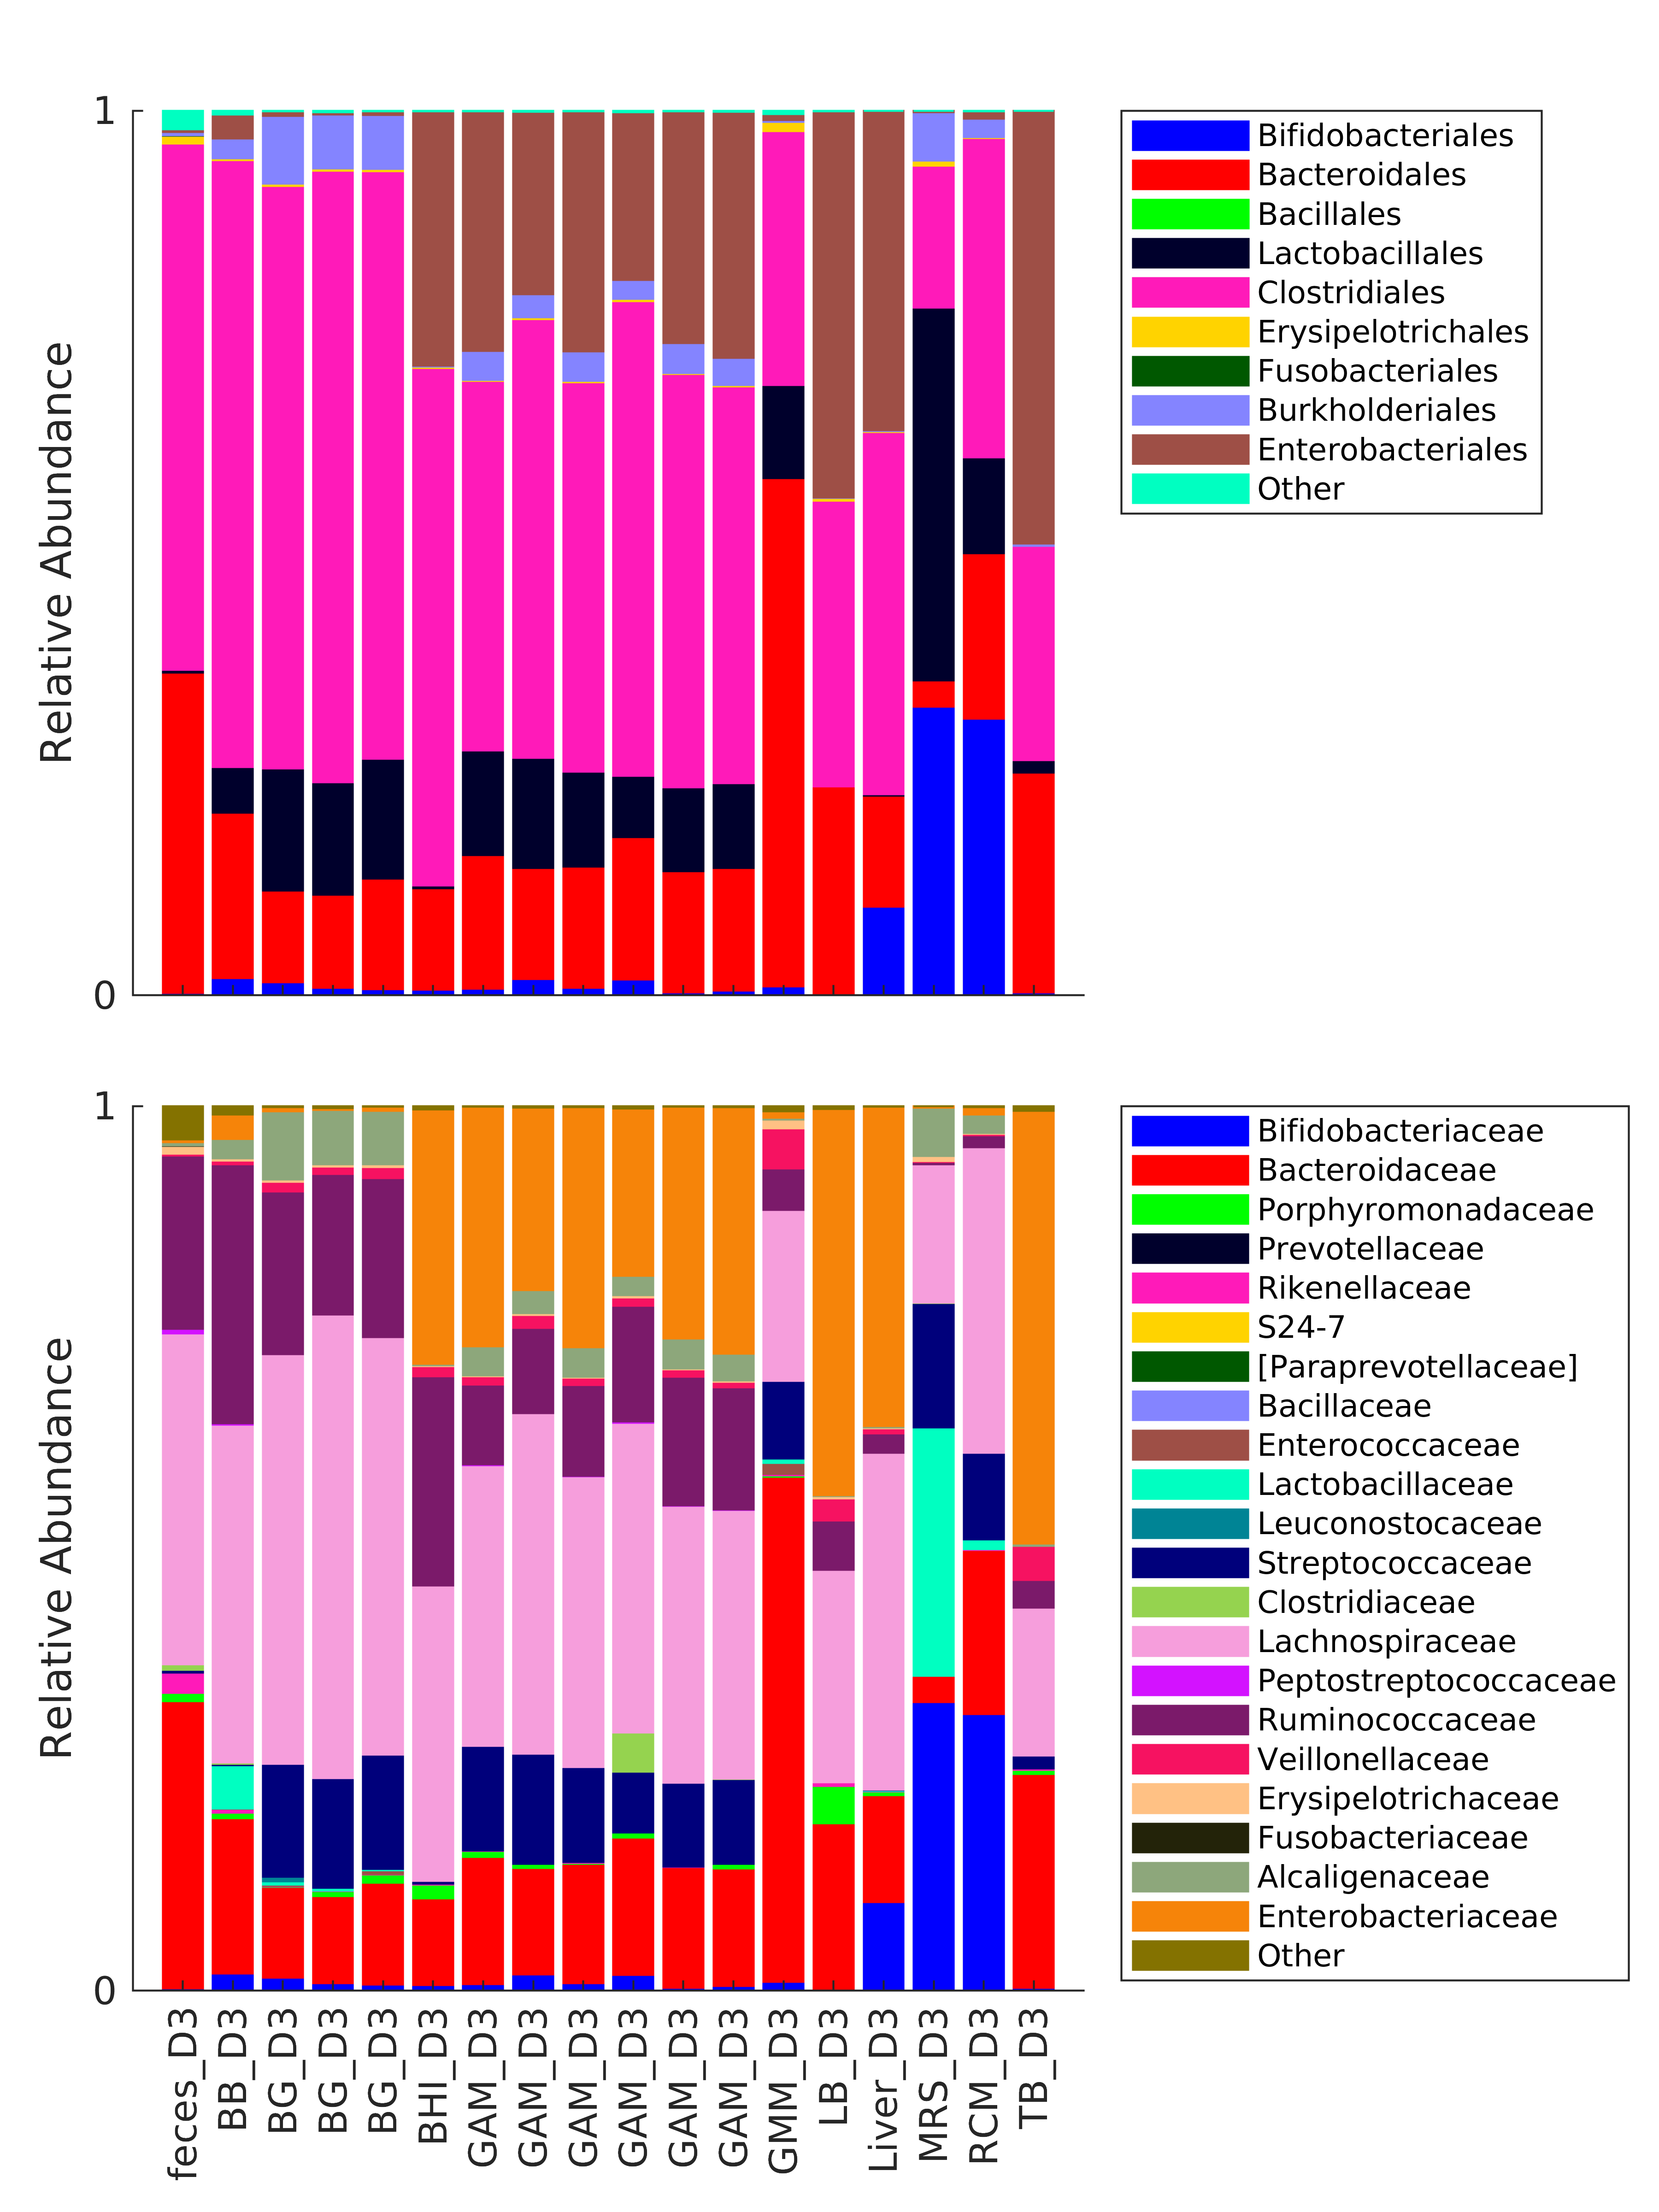 1
Relative Abundance
0
Bifidobacteriales
Bacteroidales
Bacillales
Lactobacillales
Clostridiales
Erysipelotrichales
Fusobacteriales
Burkholderiales
Enterobacteriales
Other
1
Relative Abundance
0
Bifidobacteriaceae
Bacteroidaceae
Porphyromonadaceae
Prevotellaceae
Rikenellaceae
S24-7
[Paraprevotellaceae]
Bacillaceae
Enterococcaceae
Lactobacillaceae
Leuconostocaceae
Streptococcaceae
Clostridiaceae
Lachnospiraceae
Peptostreptococcaceae
Ruminococcaceae
Veillonellaceae
Erysipelotrichaceae
Fusobacteriaceae
Alcaligenaceae
Enterobacteriaceae
Other
feces_D3
BB_D3
BG_D3
BG_D3
BG_D3
BHI_D3
GAM_D3
GAM_D3
GAM_D3
GAM_D3
GAM_D3
GAM_D3
GMM_D3
LB_D3
Liver_D3
MRS_D3
RCM_D3
TB_D3